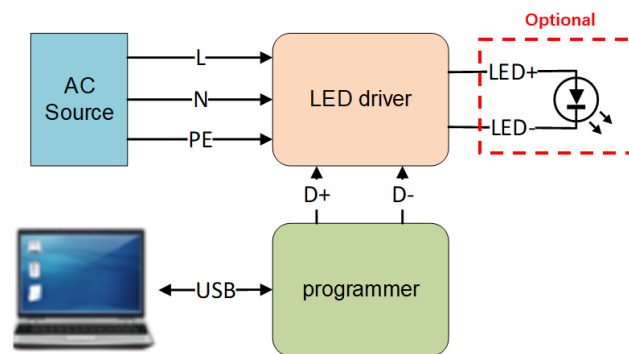 Optional
AC
Source
L
N
PE
LED driver
LED+
LED-
D+
D-
USB
programmer